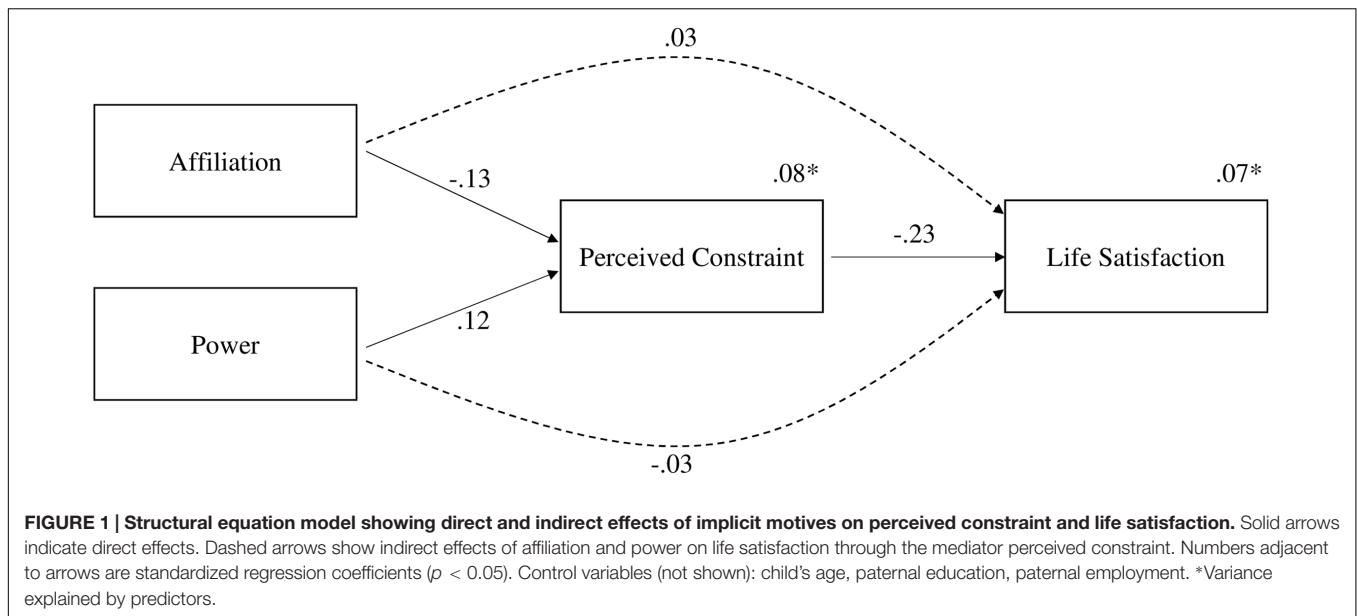 .03
Affiliation
-.13
.08*
.07*
Perceived Constraint
-.23
Life Satisfaction
Power
.12
-.03
FIGURE 1 | Structural equation model showing direct and indirect effects of implicit motives on perceived constraint and life satisfaction. Solid arrows
indicate direct effects. Dashed arrows show indirect effects of affiliation and power on life satisfaction through the mediator perceived constraint. Numbers adjacent
to arrows are standardized regression coefficients (p < 0.05). Control variables (not shown): child's age, paternal education, paternal employment. *Variance
explained by predictors.